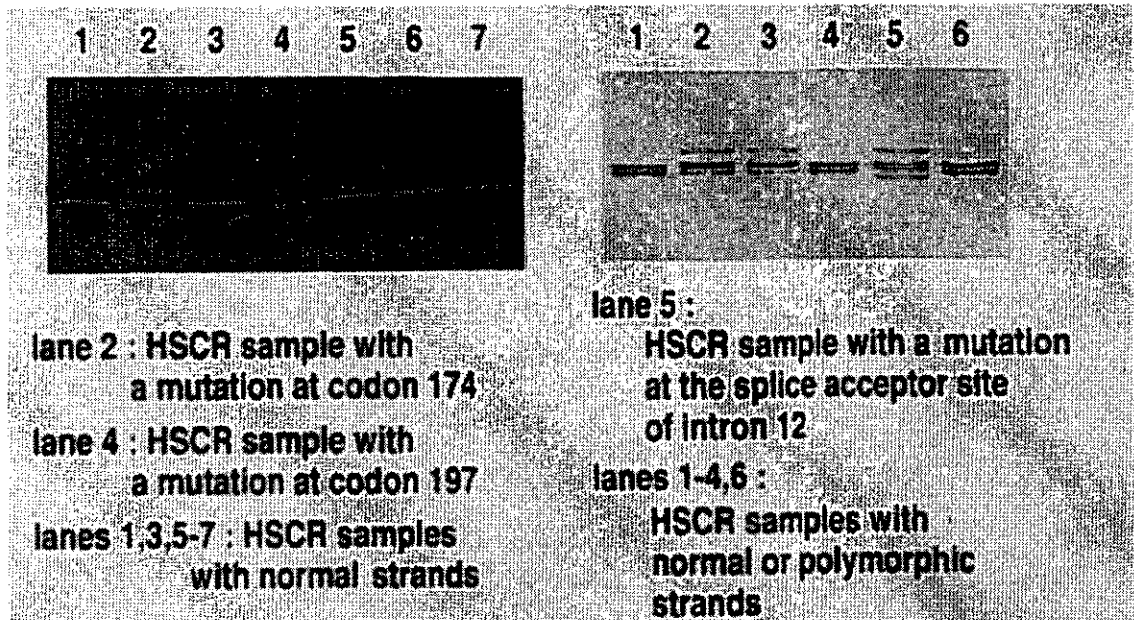 1 2 3 4 5 6 7
lane 2 : HSCR sample with
a mutation at codon 174
lane 4 : HSCR sample with
a mutation at codon 197
lanes 1,3,5-7 : HSCR samples
with normal strands
1 2 3 4 5 6
lane 5 :
HSCR sample with a mutation
at the splice acceptor site
of intron 12
lanes 1-4,6 :
HSCR samples with
normal or polymorphic
strands